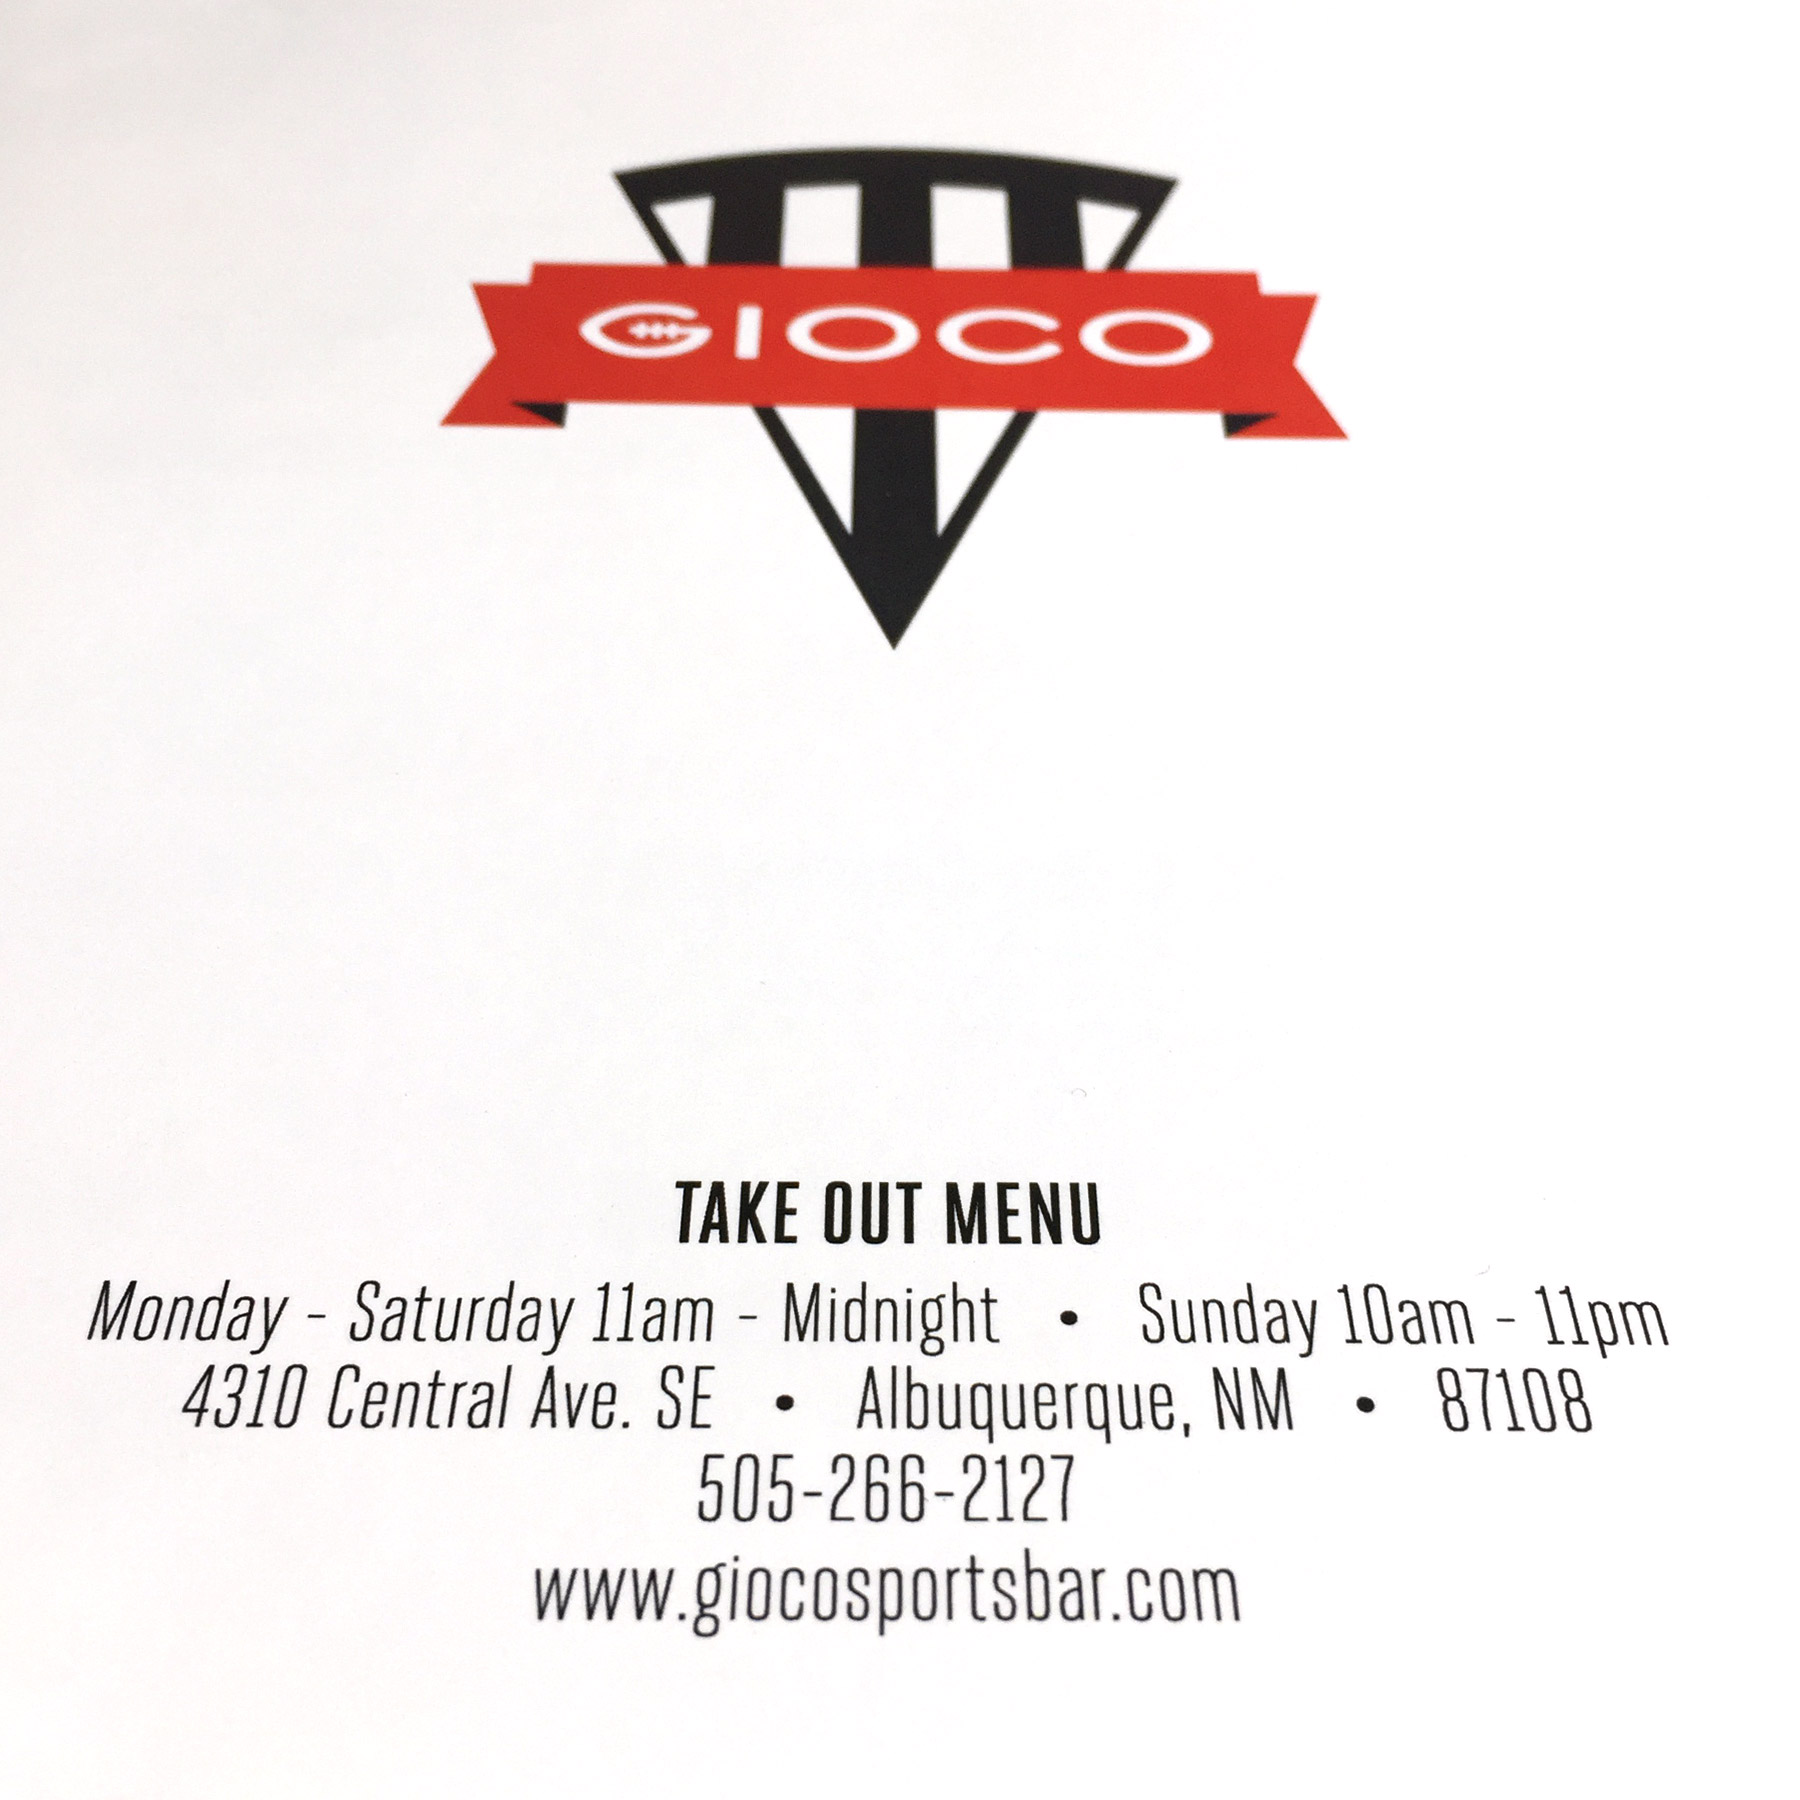 GIOCO
TAKE OUT MENU
Monday - Saturday 11am - Midnight • Sunday 10am - 11pm
4310 Central Ave. SE • Albuquerque, NM • 87108
505-266-2127
www.giocosportsbar.com